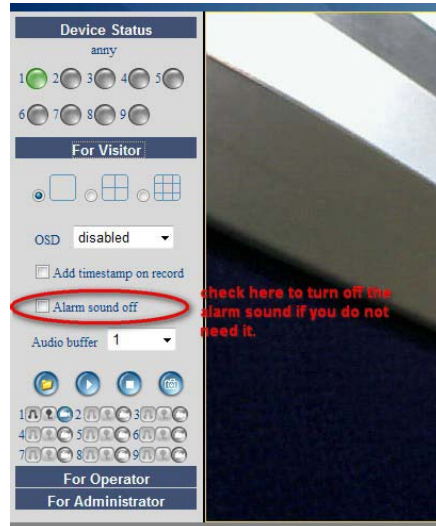 Device Status
anny
1 2 3 4 5
6 7 8 9
For Visitor
OSD disabled
Add timestamp on record
Alarm sound off
check here to turn off the
alarm sound if you do not
need it.
Audio buffer 1
1 2 3
4 5 6
7 8 9
For Operator
For Administrator